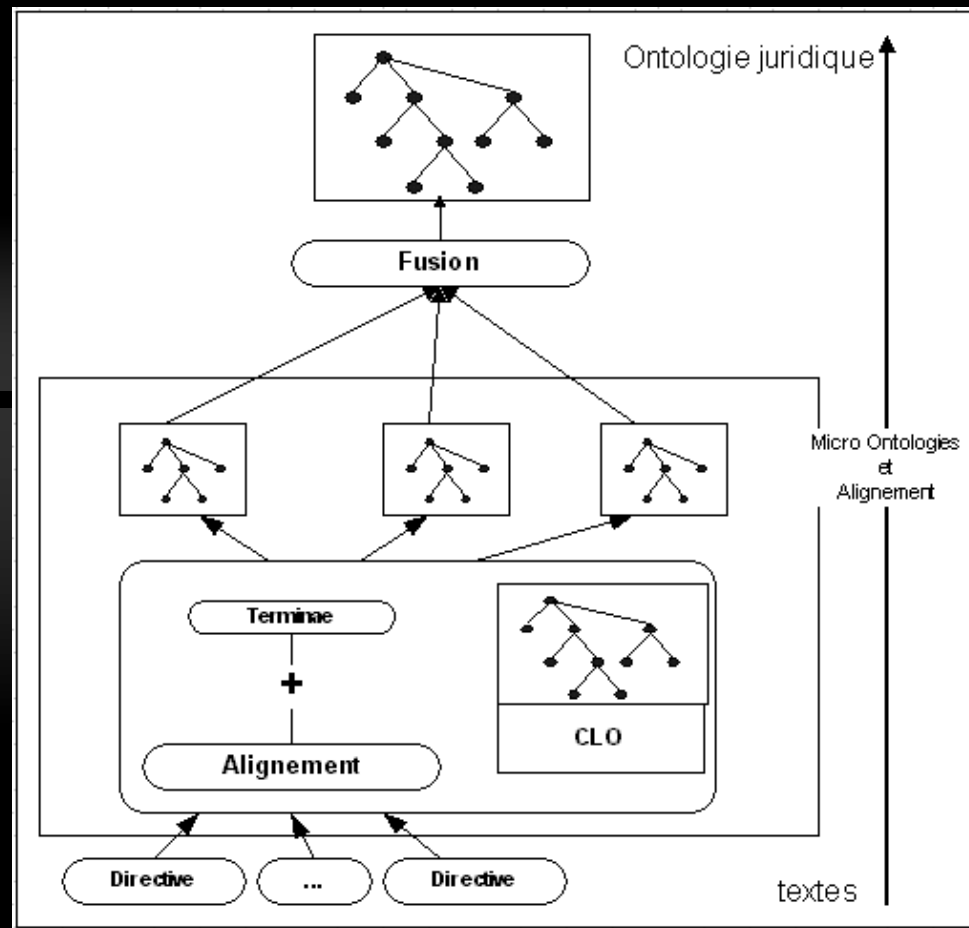 Ontologie juridique
Fusion
Micro Ontologies
et
Alignement
Terminae
+
Alignement
CLO
Directive
...
Directive
textes